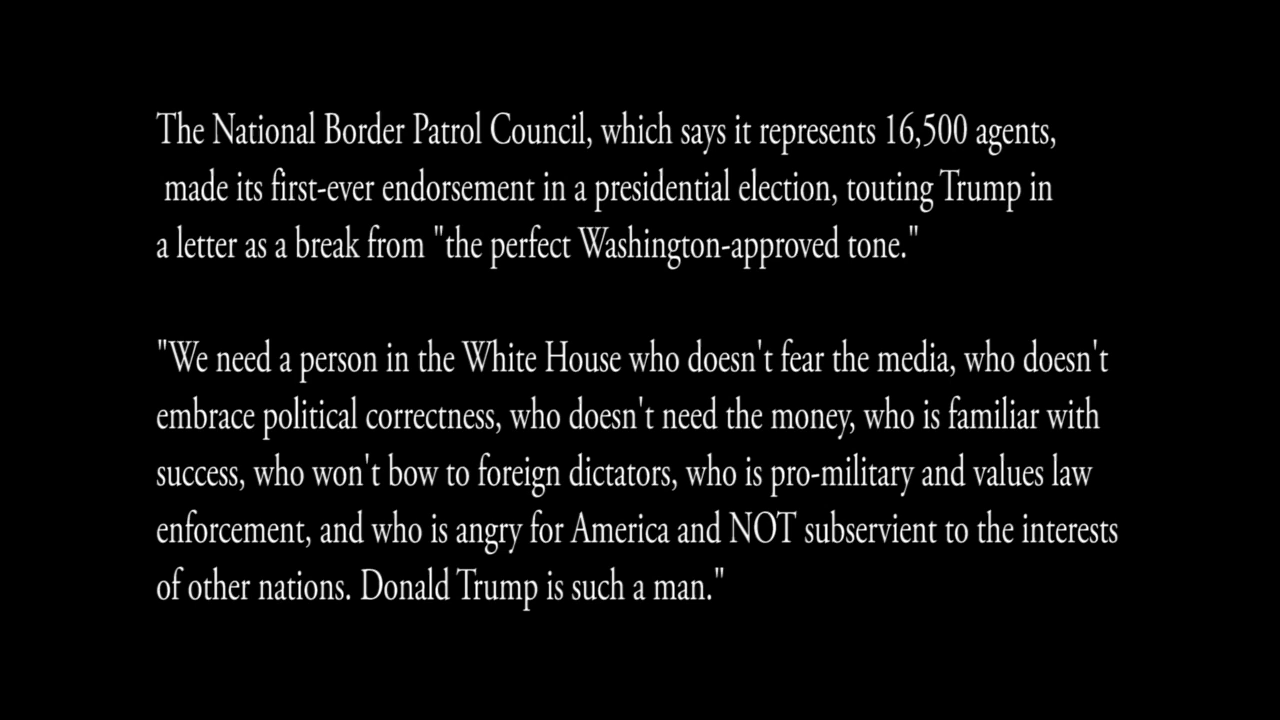 The National Border Patrol Council, which says it represents 16,500 agents,
made its first-ever endorsement in a presidential election, touting Trump in
a letter as a break from "the perfect Washington-approved tone."
"We need a person in the White House who doesn't fear the media, who doesn't
embrace political correctness, who doesn't need the money, who is familiar with
success, who won't bow to foreign dictators, who is pro-military and values law
enforcement, and who is angry for America and NOT subservient to the interests
of other nations. Donald Trump is such a man."